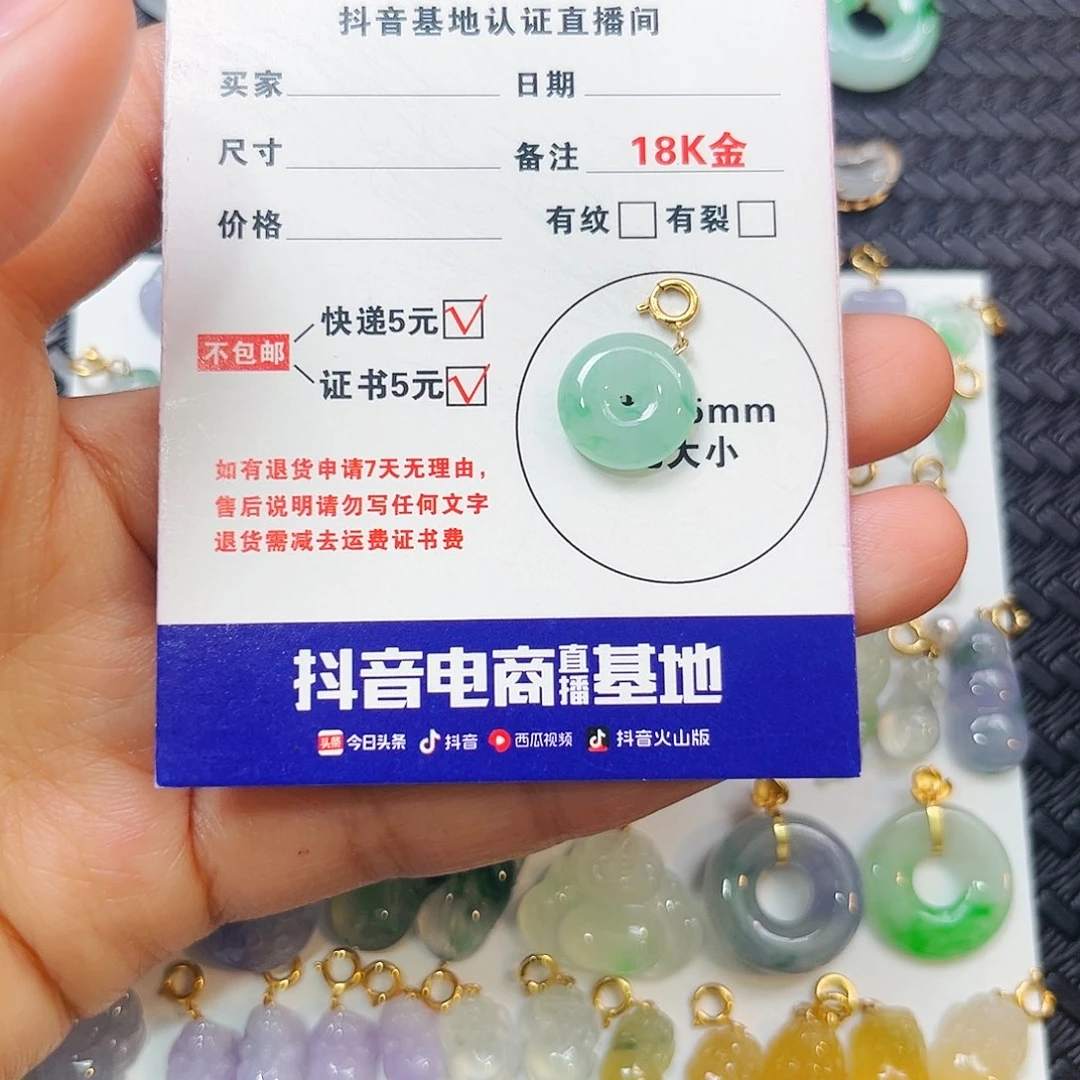 抖音基地认证直播间
买家 日期
尺寸 备注 18K金
价格 有纹 有裂
快递5元
不包邮
证书5元
mm
大小
如有退货申请7天无理由，
售后说明请勿写任何文字
退货需减去运费证书费
抖音电商直播基地
头条 今日头条 抖音 西瓜视频 抖音火山版